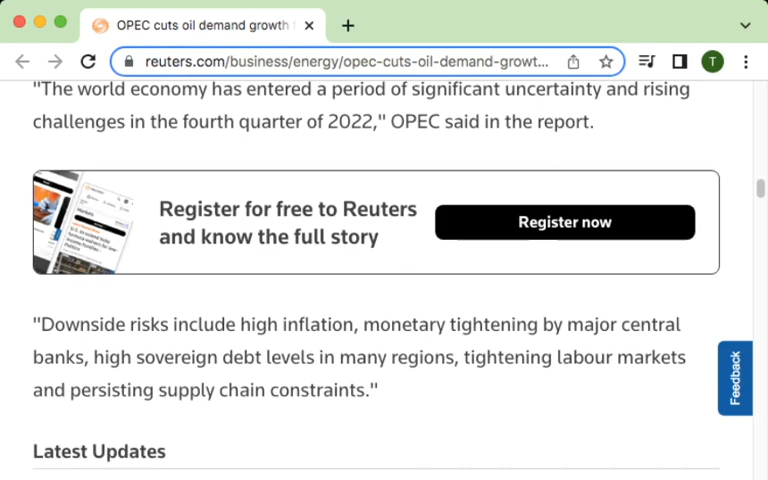 OPEC cuts oil demand growth
reuters.com/business/energy/opec-cuts-oil-demand-growt...
T
"The world economy has entered a period of significant uncertainty and rising
challenges in the fourth quarter of 2022," OPEC said in the report.
Register for free to Reuters
and know the full story
Register now
"Downside risks include high inflation, monetary tightening by major central
banks, high sovereign debt levels in many regions, tightening labour markets
and persisting supply chain constraints."
Feedback
Latest Updates